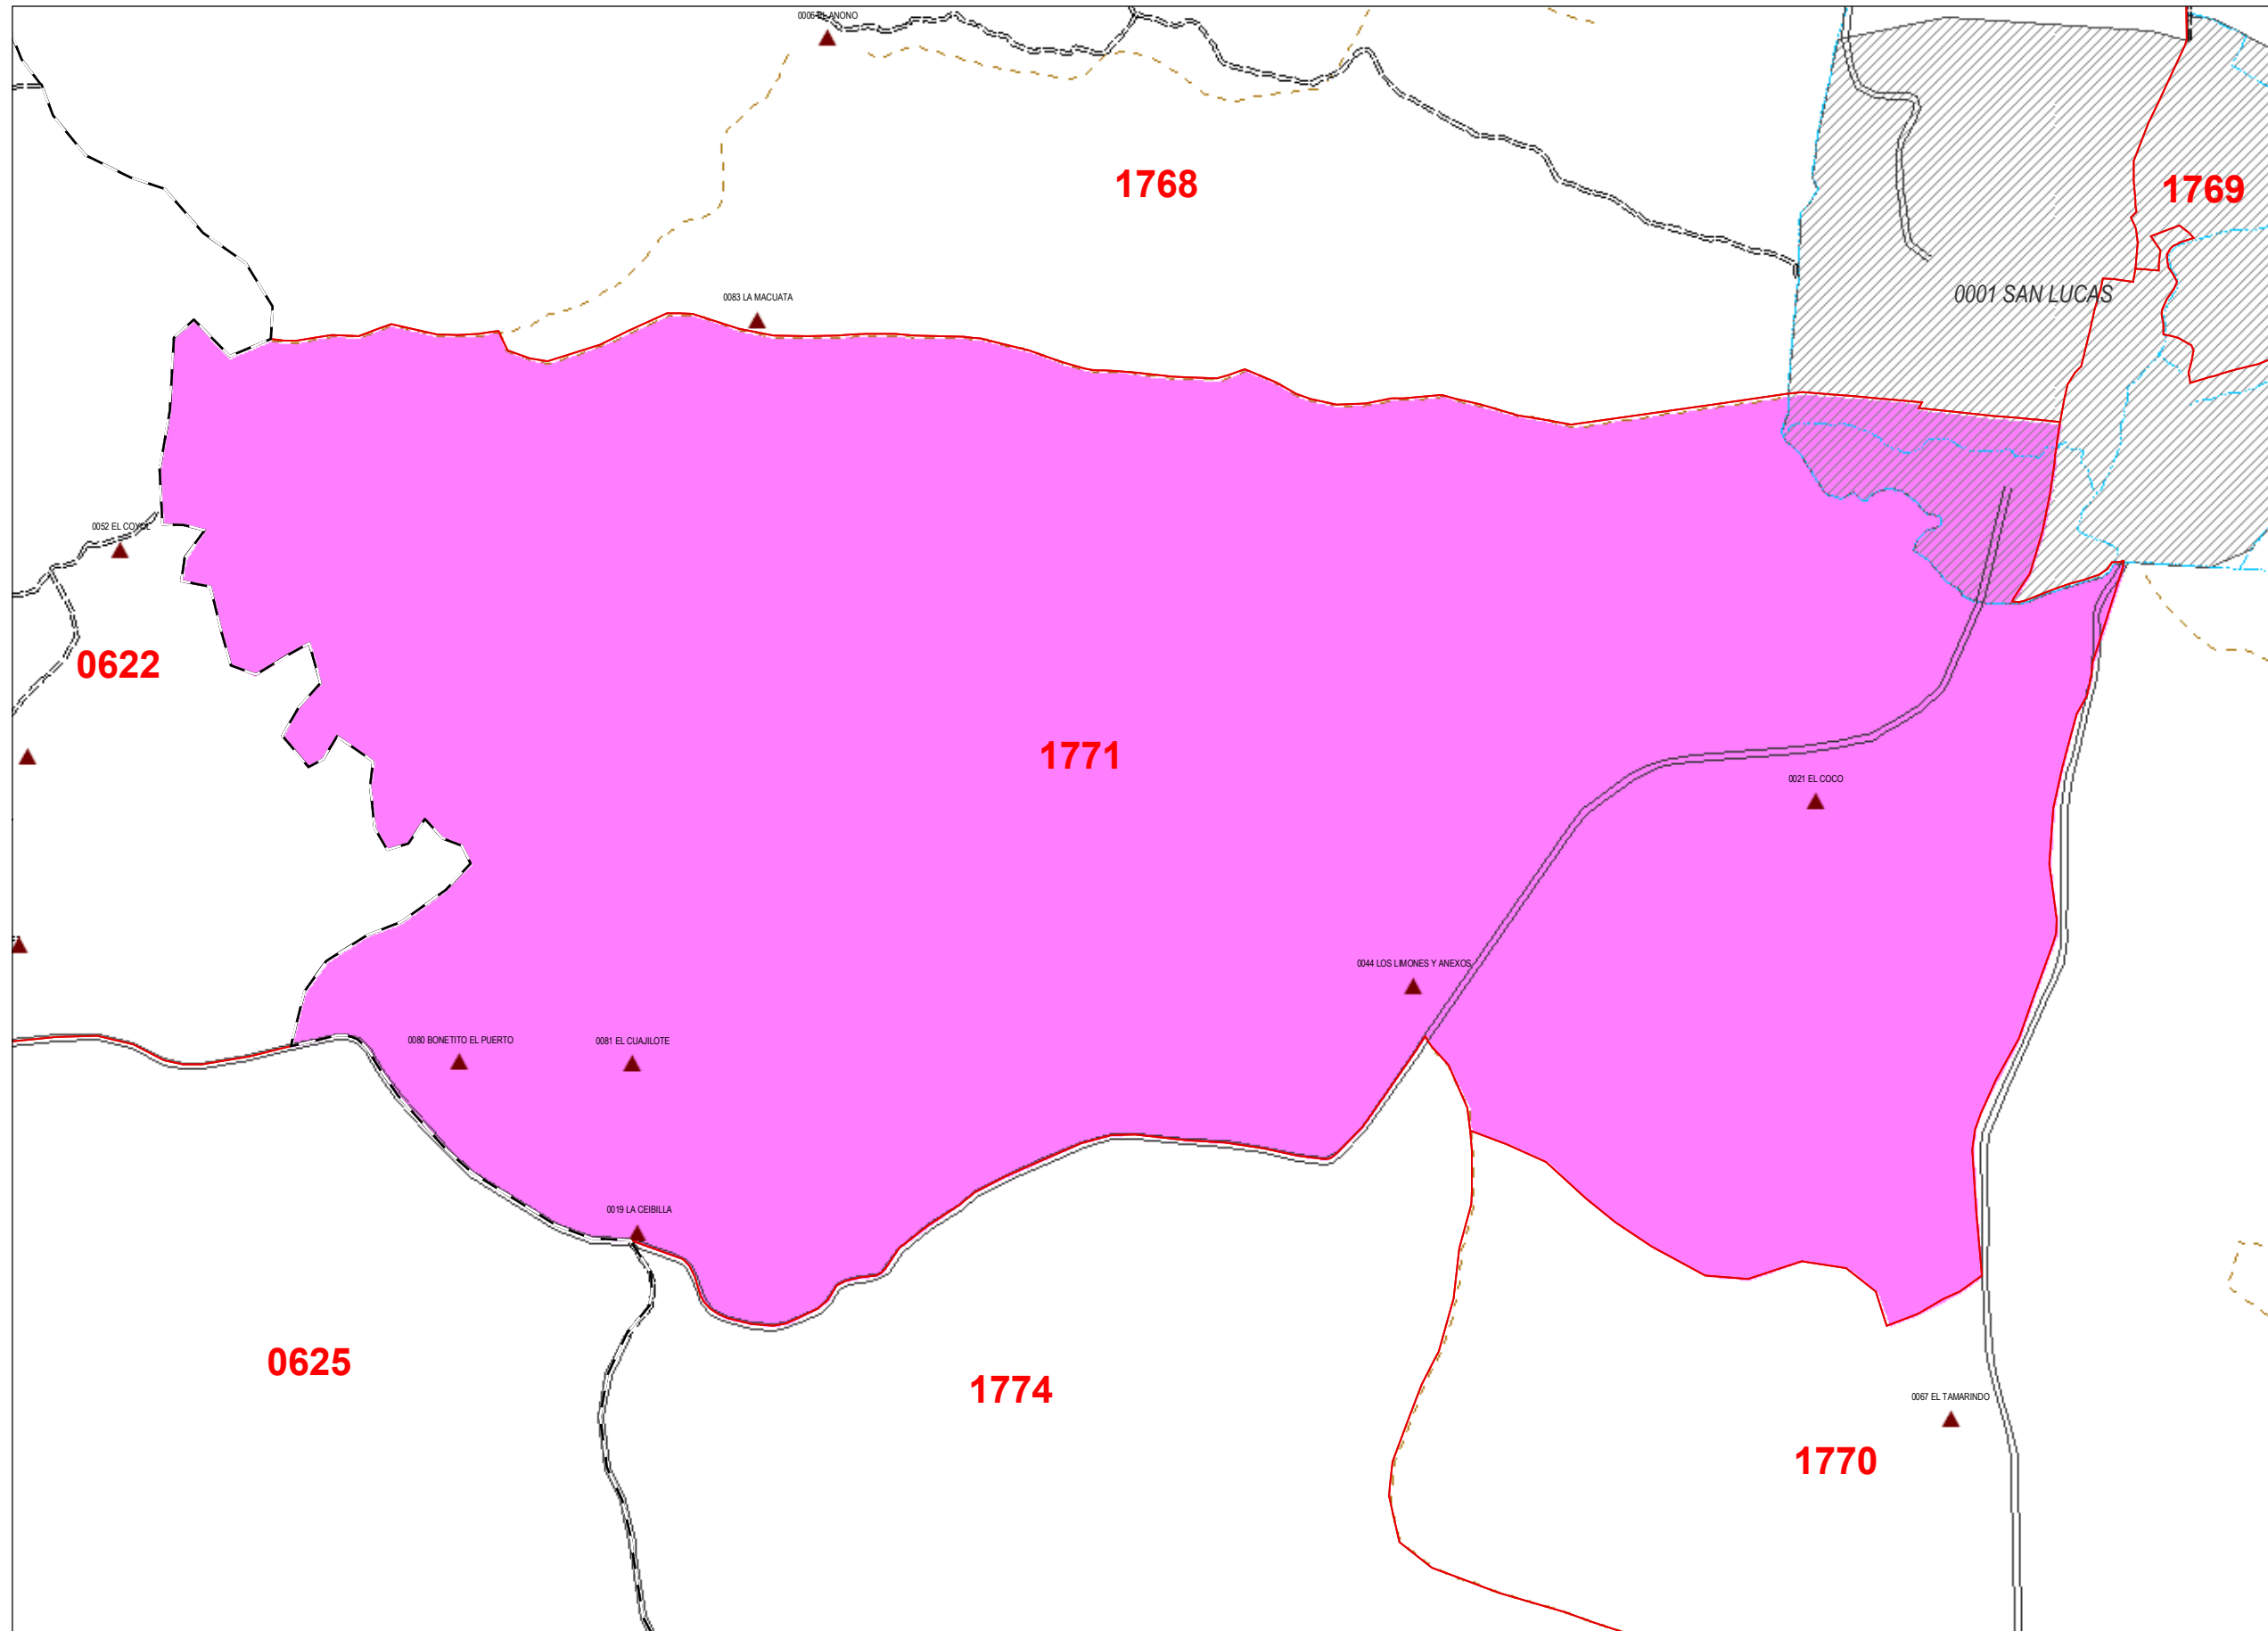 0006 EL ANONO
1768
1769
0001 SAN LUCAS
0083 LA MACUATA
0052 EL COYOL
0622
1771
0021 EL COCO
0044 LOS LIMONES Y ANEXOS
0080 BONETITO EL PUERTO
0081 EL CUAJILOTE
0019 LA CEIBILLA
0625
1774
0067 EL TAMARINDO
1770